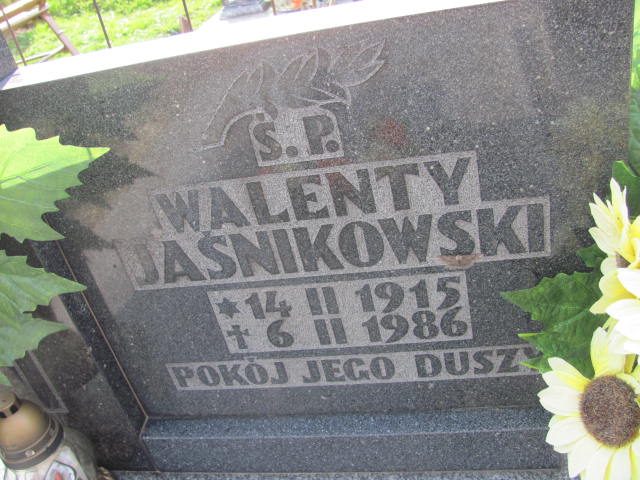 Ś.P.
WALENTY
JAŚNIKOWSKI
* 14 II 1915
✝ 6 II 1986
POKÓJ JEGO DUSZY